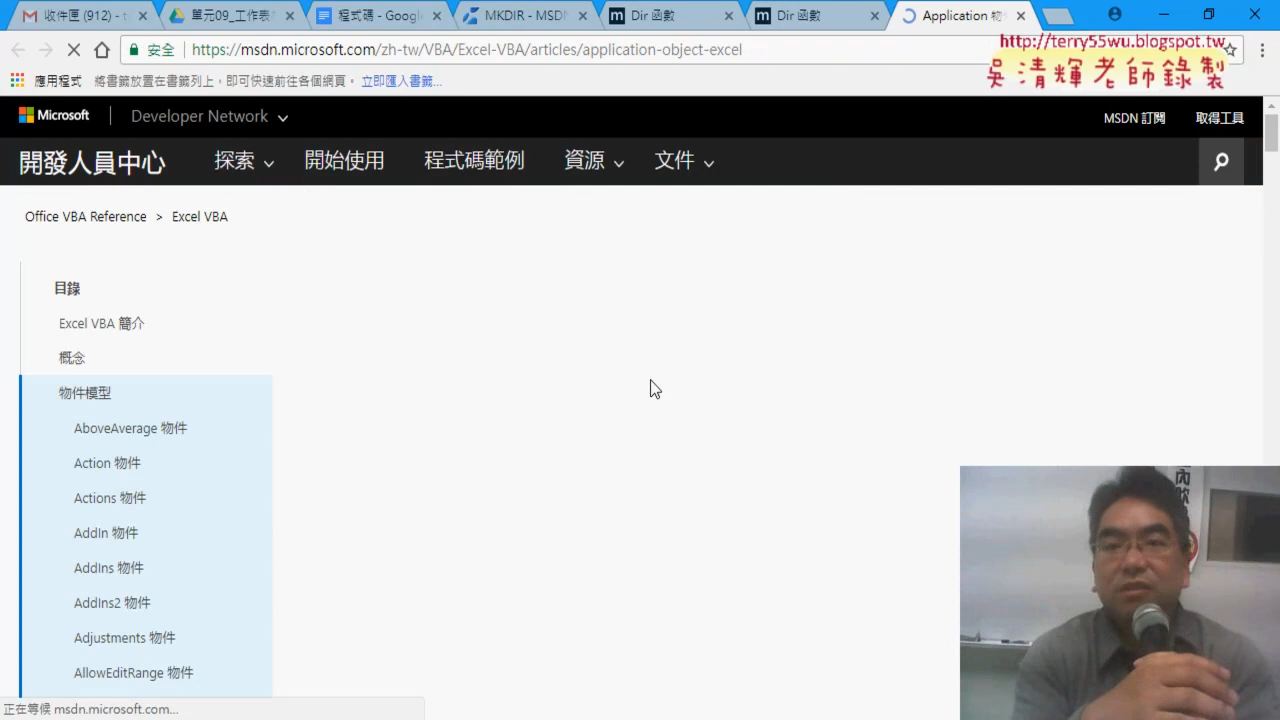 收件匣 (912) - t
單元09_工作表
程式碼 - Google
MKDIR - MSDN
Dir 函數
Dir 函數
Application 物
安全 https://msdn.microsoft.com/zh-tw/VBA/Excel-VBA/articles/application-object-excel
http://terry55wu.blogspot.tw
吳清輝老師錄製
應用程式 將書籤放置在書籤列上，即可快速前往各個網頁。 立即匯入書籤...
Microsoft Developer Network MSDN 訂閱 取得工具
開發人員中心 探索 開始使用 程式碼範例 資源 文件
Office VBA Reference > Excel VBA
目錄
Excel VBA 簡介
概念
物件模型
AboveAverage 物件
Action 物件
Actions 物件
AddIn 物件
AddIns 物件
AddIns2 物件
Adjustments 物件
AllowEditRange 物件
正在等候 msdn.microsoft.com...